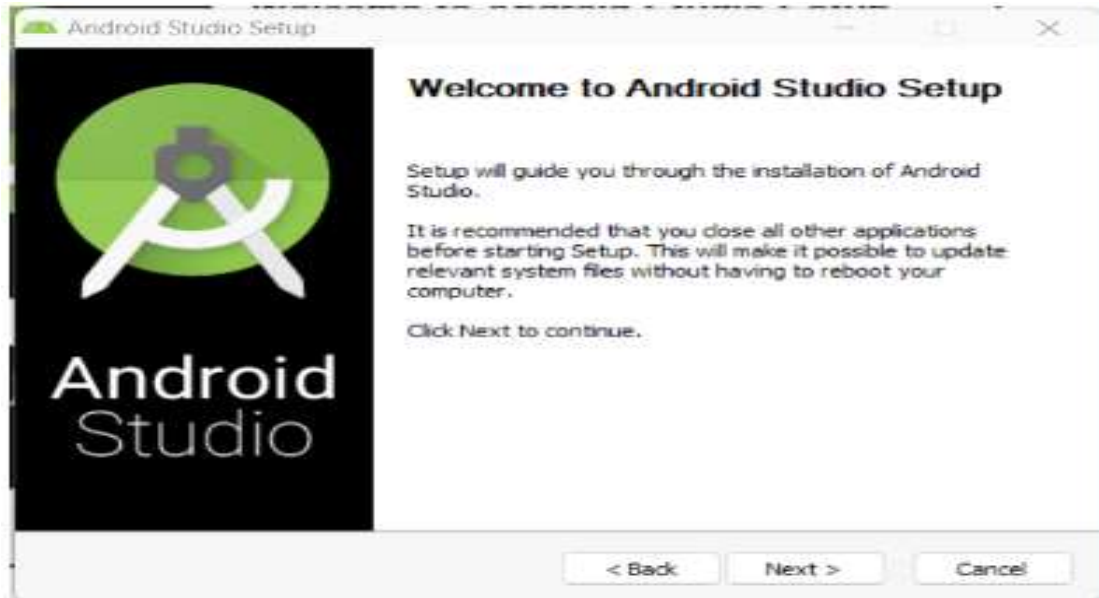 Android Studio Setup
Welcome to Android Studio Setup
Setup will guide you through the installation of Android
Studio.
It is recommended that you close all other applications
before starting Setup. This will make it possible to update
relevant system files without having to reboot your
computer.
Click Next to continue.
Android
Studio
< Back
Next >
Cancel